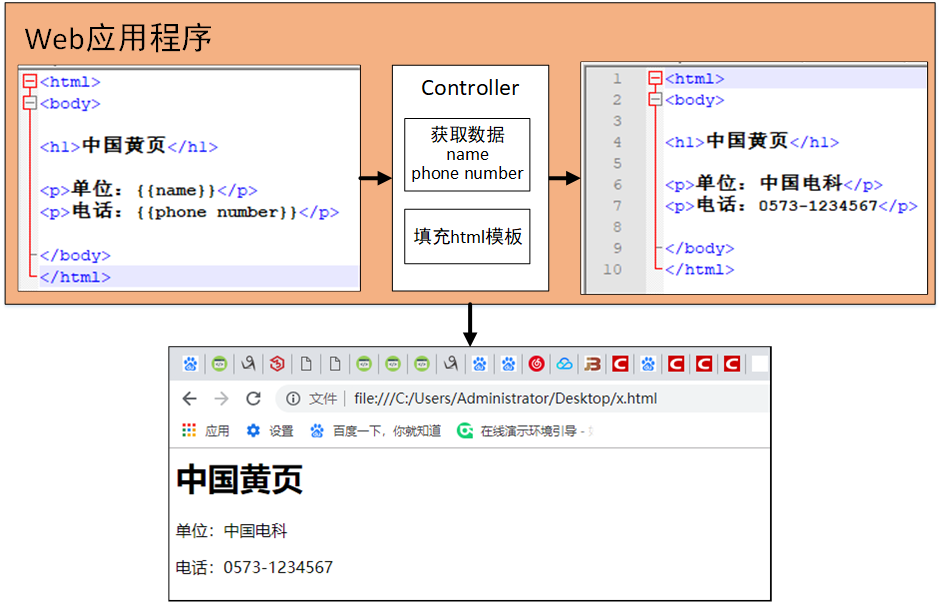 Web应用程序
<html>
<body>
<h1>中国黄页</h1>
<p>单位：{{name}}</p>
<p>电话：{{phone number}}</p>
</body>
</html>
Controller
获取数据
name
phone number
填充html模板
1 <html>
2 <body>
3
4 <h1>中国黄页</h1>
5
6 <p>单位：中国电科</p>
7 <p>电话：0573-1234567</p>
8
9 </body>
10 </html>
文件 file:///C:/Users/Administrator/Desktop/x.html
应用 设置 百度一下，你就知道 在线演示环境引导 -
中国黄页
单位：中国电科
电话：0573-1234567